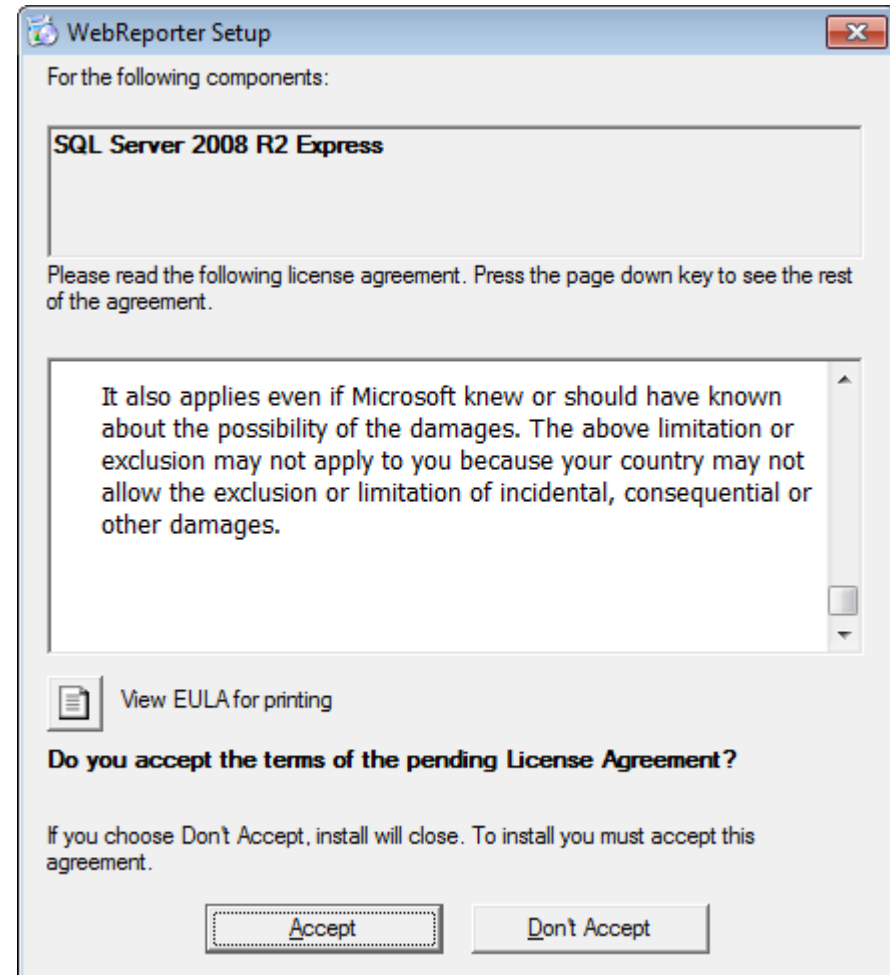 WebReporter Setup
For the following components:
SQL Server 2008 R2 Express
Please read the following license agreement. Press the page down key to see the rest
of the agreement.
It also applies even if Microsoft knew or should have known
about the possibility of the damages. The above limitation or
exclusion may not apply to you because your country may not
allow the exclusion or limitation of incidental, consequential or
other damages.
View EULA for printing
Do you accept the terms of the pending License Agreement?
If you choose Don't Accept, install will close. To install you must accept this
agreement.
Accept
Don't Accept